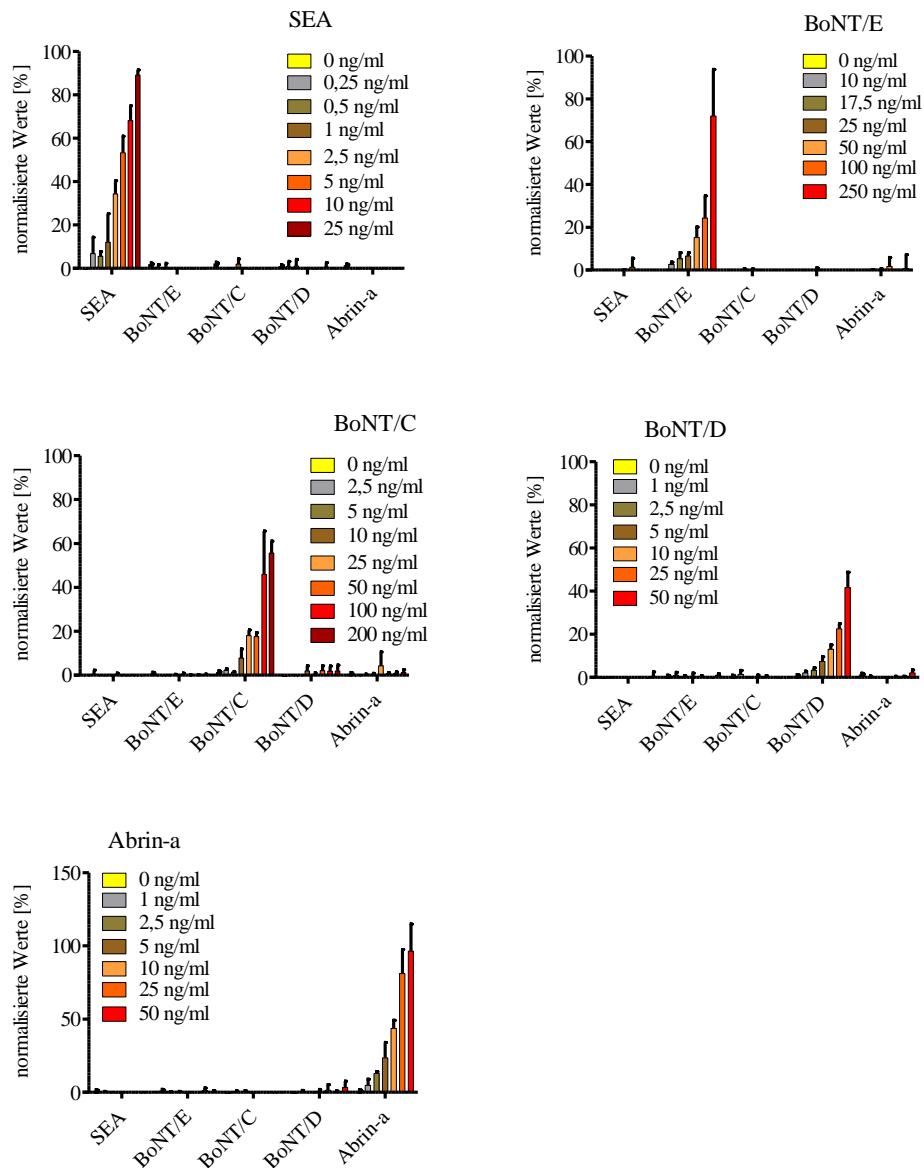 SEA
0 ng/ml
0,25 ng/ml
0,5 ng/ml
1 ng/ml
2,5 ng/ml
5 ng/ml
10 ng/ml
25 ng/ml
normalisierte Werte [%]
100
80
60
40
20
0
SEA
BoNT/E
BoNT/C
BoNT/D
Abrin-a
BoNT/E
0 ng/ml
10 ng/ml
17,5 ng/ml
25 ng/ml
50 ng/ml
100 ng/ml
250 ng/ml
normalisierte Werte [%]
100
80
60
40
20
0
SEA
BoNT/E
BoNT/C
BoNT/D
Abrin-a
BoNT/C
0 ng/ml
2,5 ng/ml
5 ng/ml
10 ng/ml
25 ng/ml
50 ng/ml
100 ng/ml
200 ng/ml
normalisierte Werte [%]
100
80
60
40
20
0
SEA
BoNT/E
BoNT/C
BoNT/D
Abrin-a
BoNT/D
0 ng/ml
1 ng/ml
2,5 ng/ml
5 ng/ml
10 ng/ml
25 ng/ml
50 ng/ml
normalisierte Werte [%]
100
80
60
40
20
0
SEA
BoNT/E
BoNT/C
BoNT/D
Abrin-a
Abrin-a
0 ng/ml
1 ng/ml
2,5 ng/ml
5 ng/ml
10 ng/ml
25 ng/ml
50 ng/ml
normalisierte Werte [%]
150
100
50
0
SEA
BoNT/E
BoNT/C
BoNT/D
Abrin-a